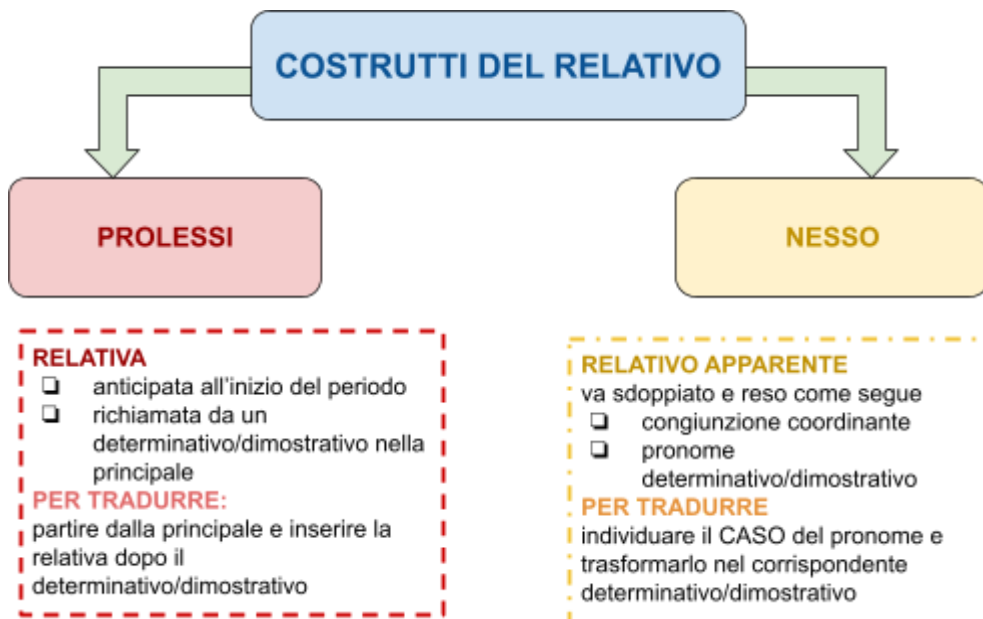 COSTRUTTI DEL RELATIVO
PROLESSI
NESSO
RELATIVA
❏ anticipata all'inizio del periodo
❏ richiamata da un
determinativo/dimostrativo nella
principale
PER TRADURRE:
partire dalla principale e inserire la
relativa dopo il
determinativo/dimostrativo
RELATIVO APPARENTE
va sdoppiato e reso come segue
❏ congiunzione coordinante
❏ pronome
determinativo/dimostrativo
PER TRADURRE
individuare il CASO del pronome e
trasformarlo nel corrispondente
determinativo/dimostrativo